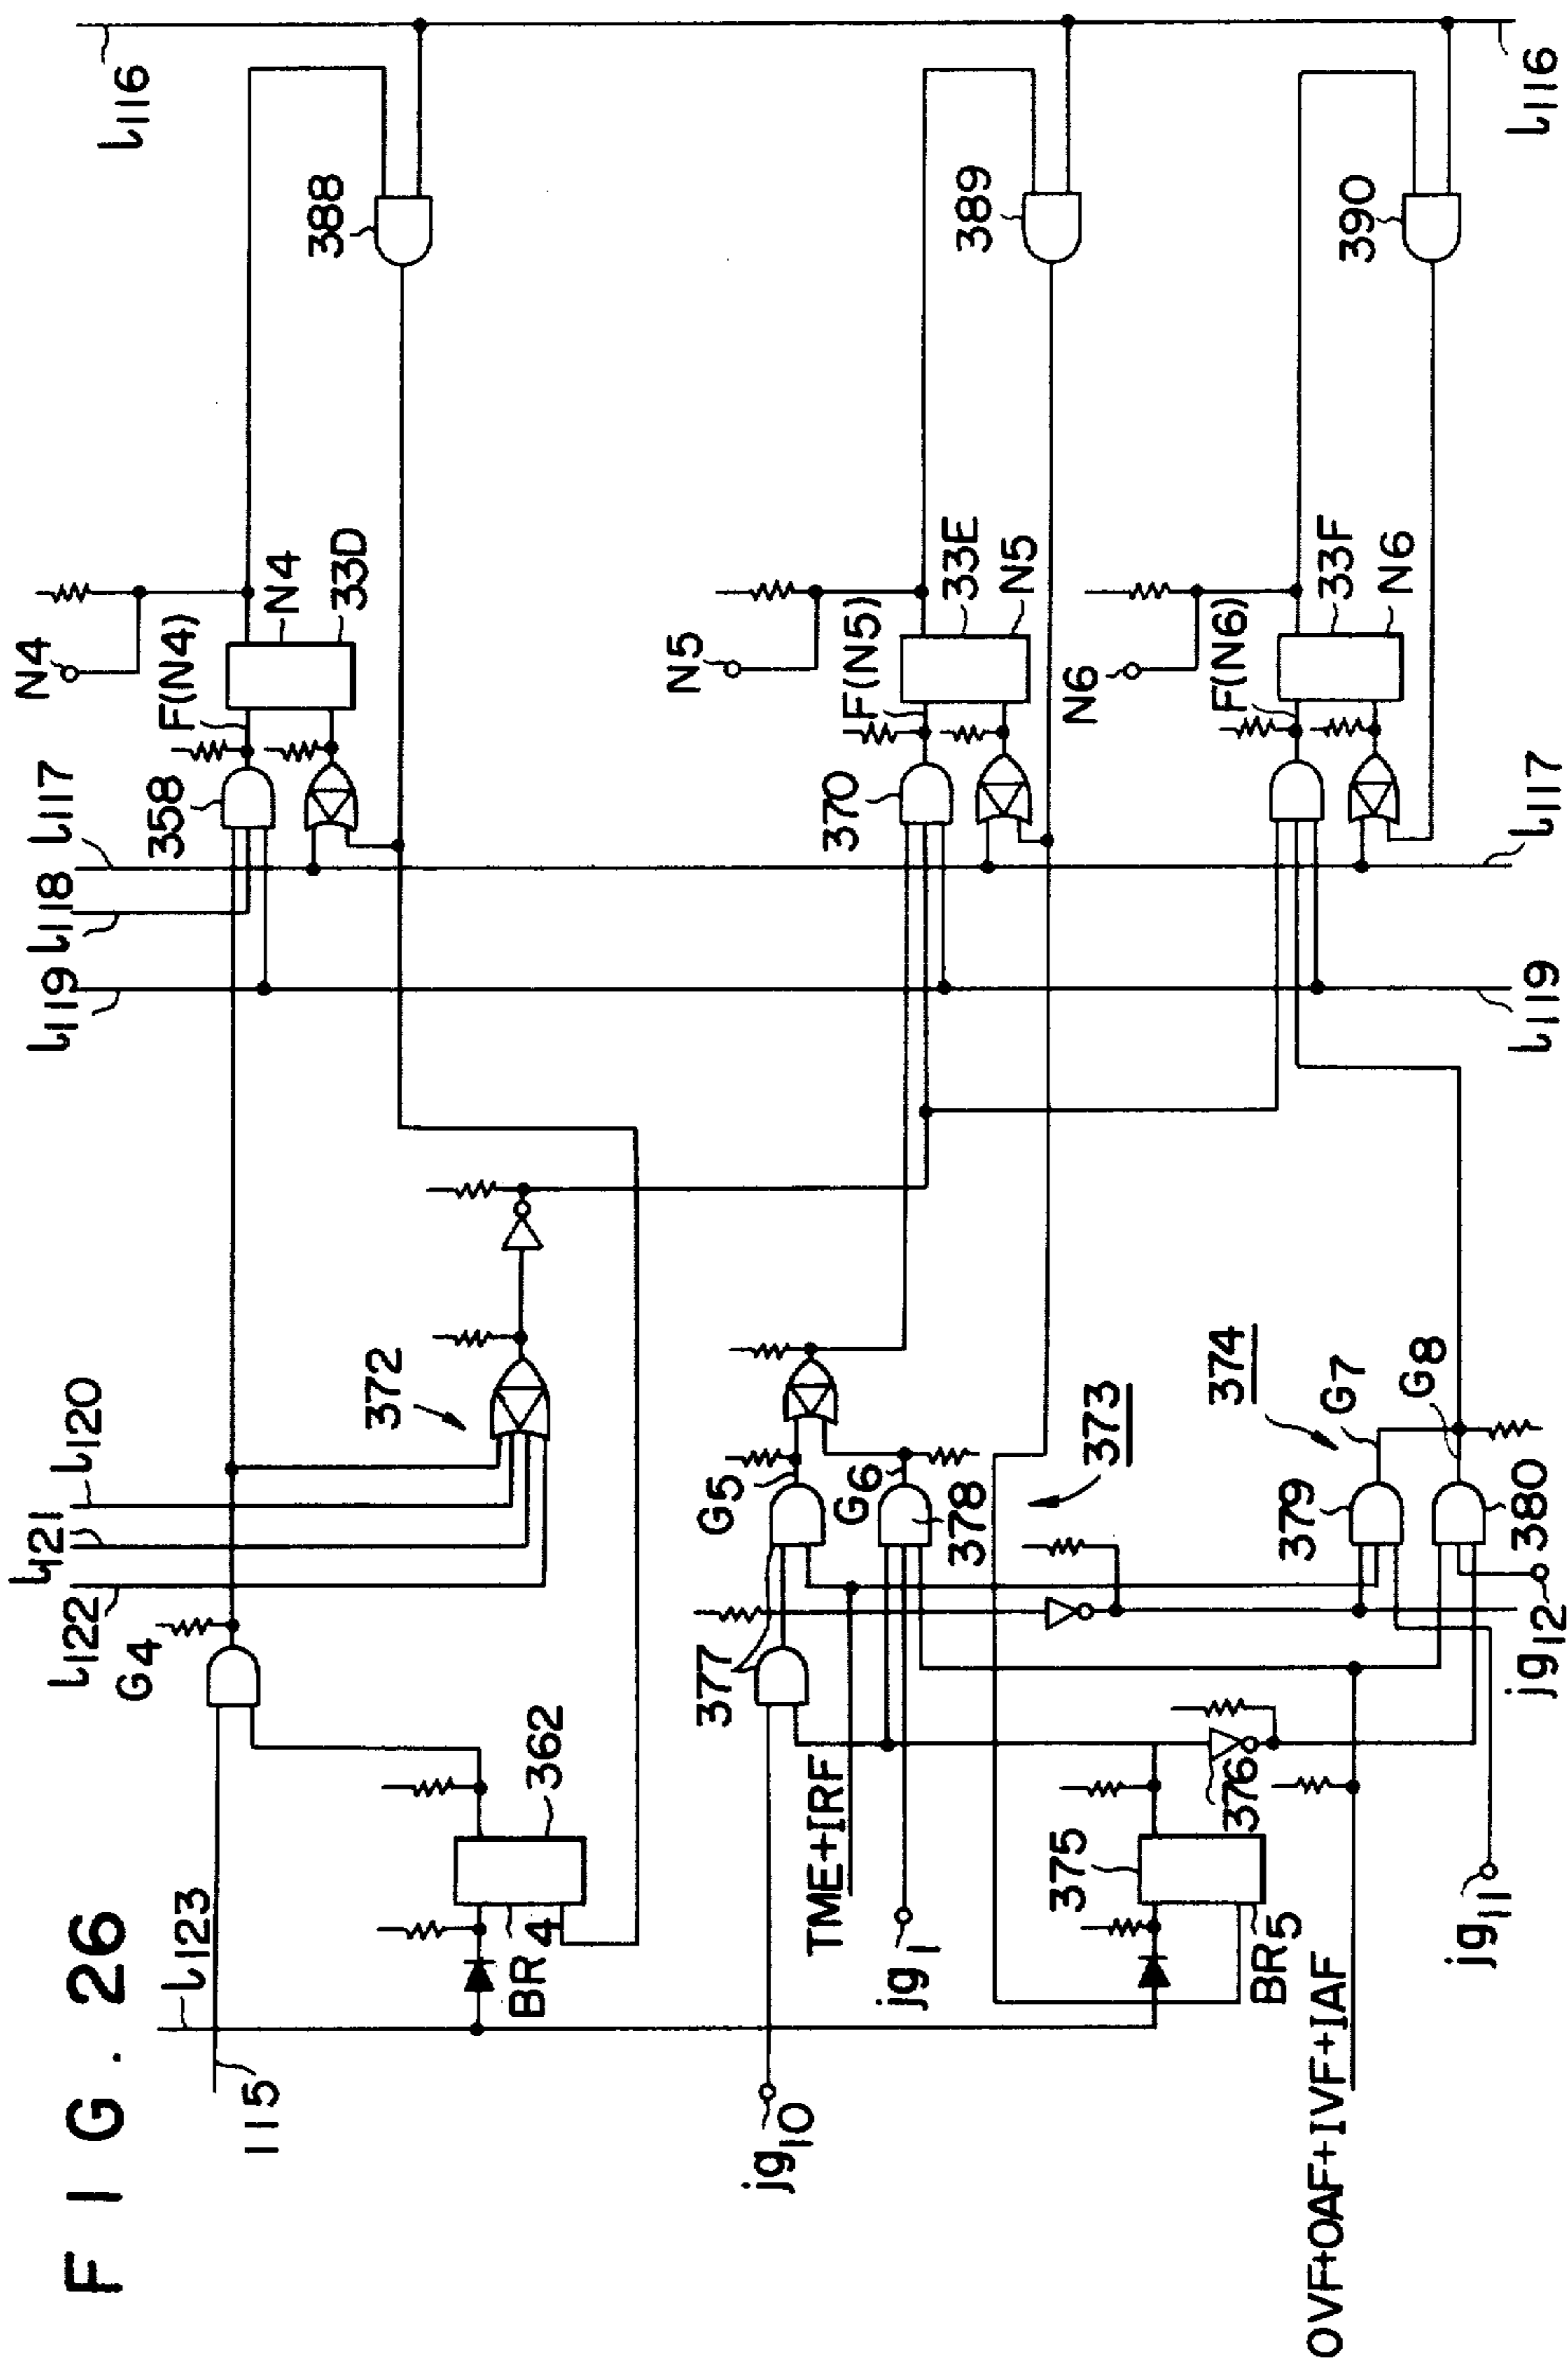 FIG. 26
l123
115
BR4
362
G4
l122
l121
l120
372
l119
l118
l117
358
F(N4)
N4
N4
33D
388
l116
jg10
377
TME+IRF
jg1
G5
G6
378
373
370
F(N5)
N5
33E
N5
389
OVF+OAF+IVF+IAF
BR5
375
376
jg11
jg12
379
380
374
G7
G8
l119
l117
F(N6)
N6
33F
N6
390
l116